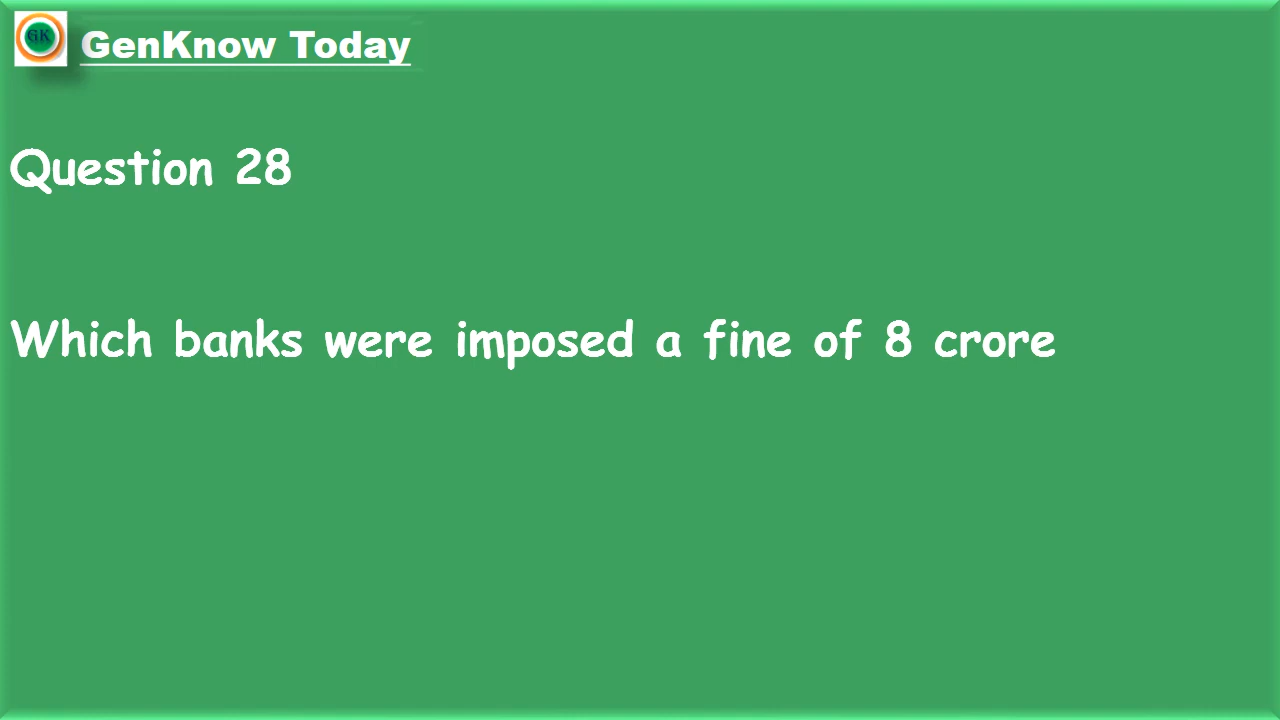 GK
GenKnow Today
Question 28
Which banks were imposed a fine of 8 crore